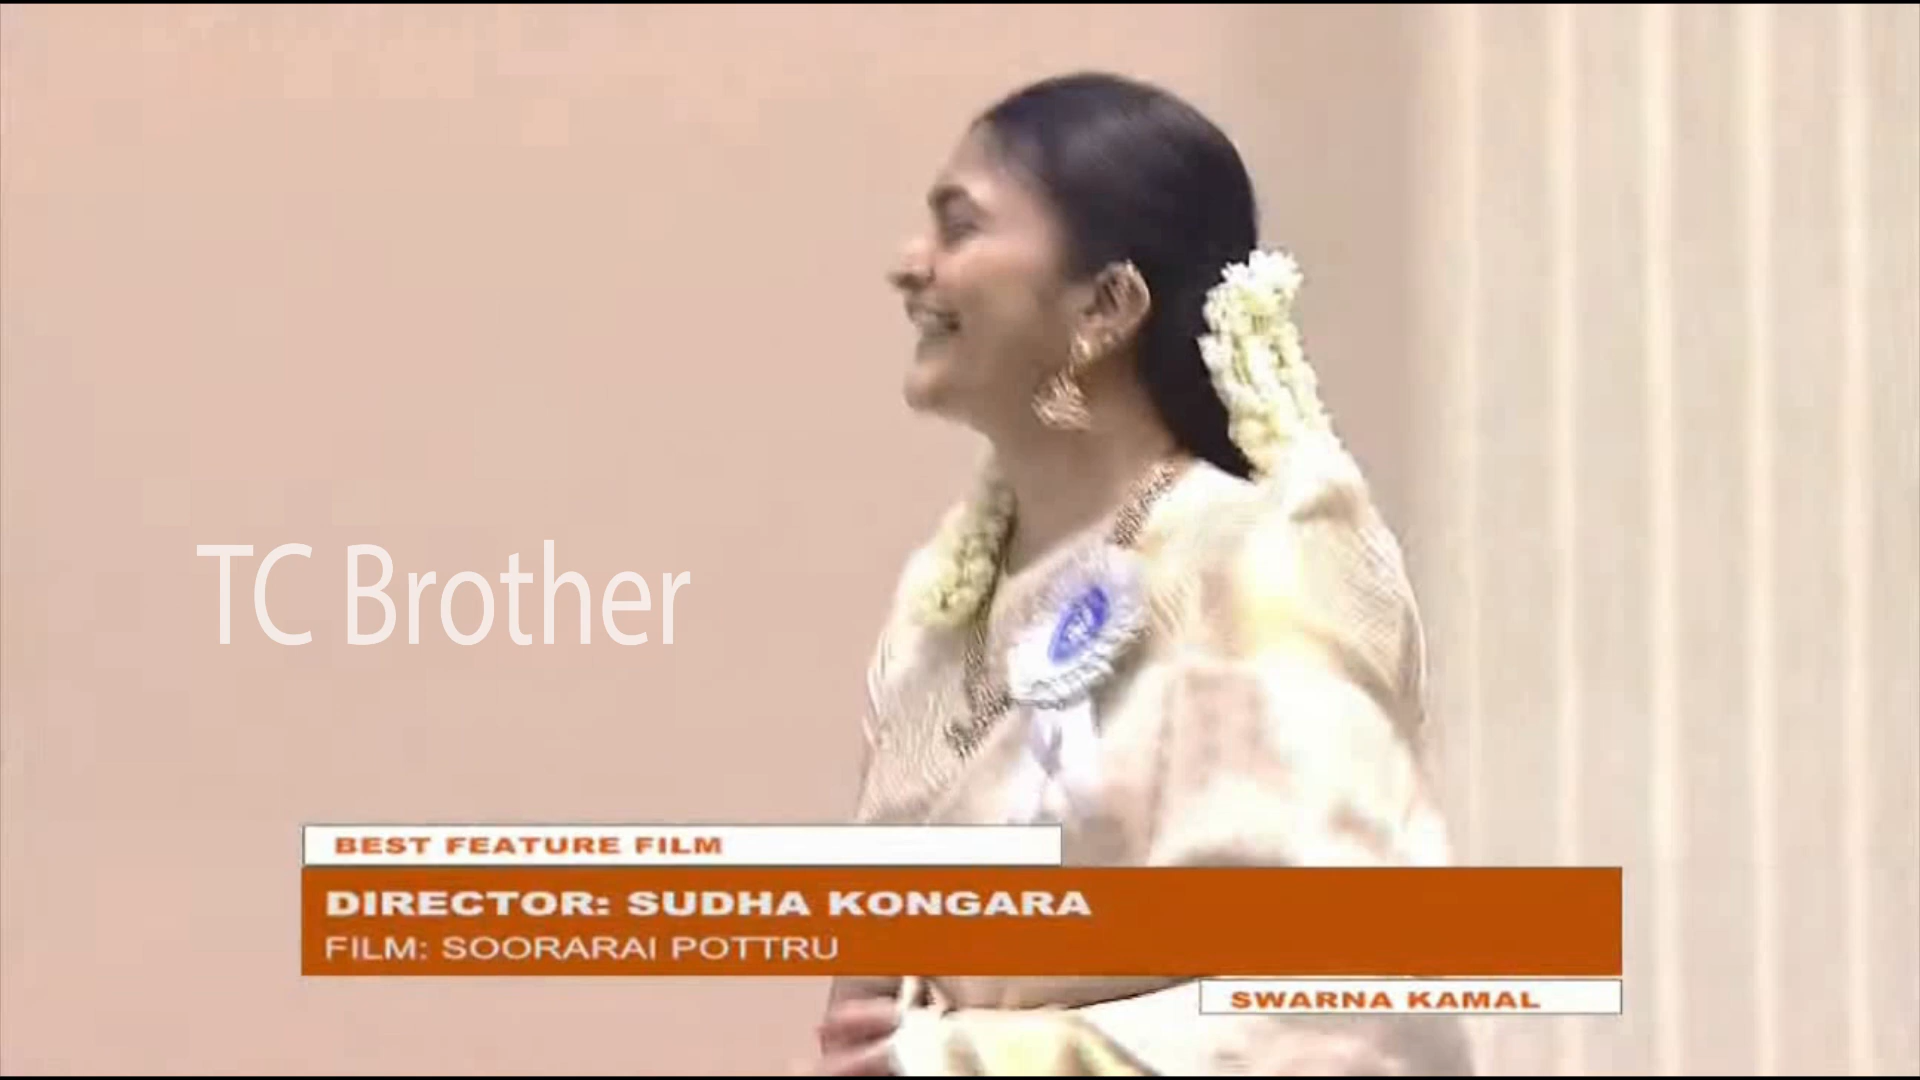 TC Brother
BEST FEATURE FILM
DIRECTOR: SUDHA KONGARA
FILM: SOORARAI POTTRU
SWARNA KAMAL